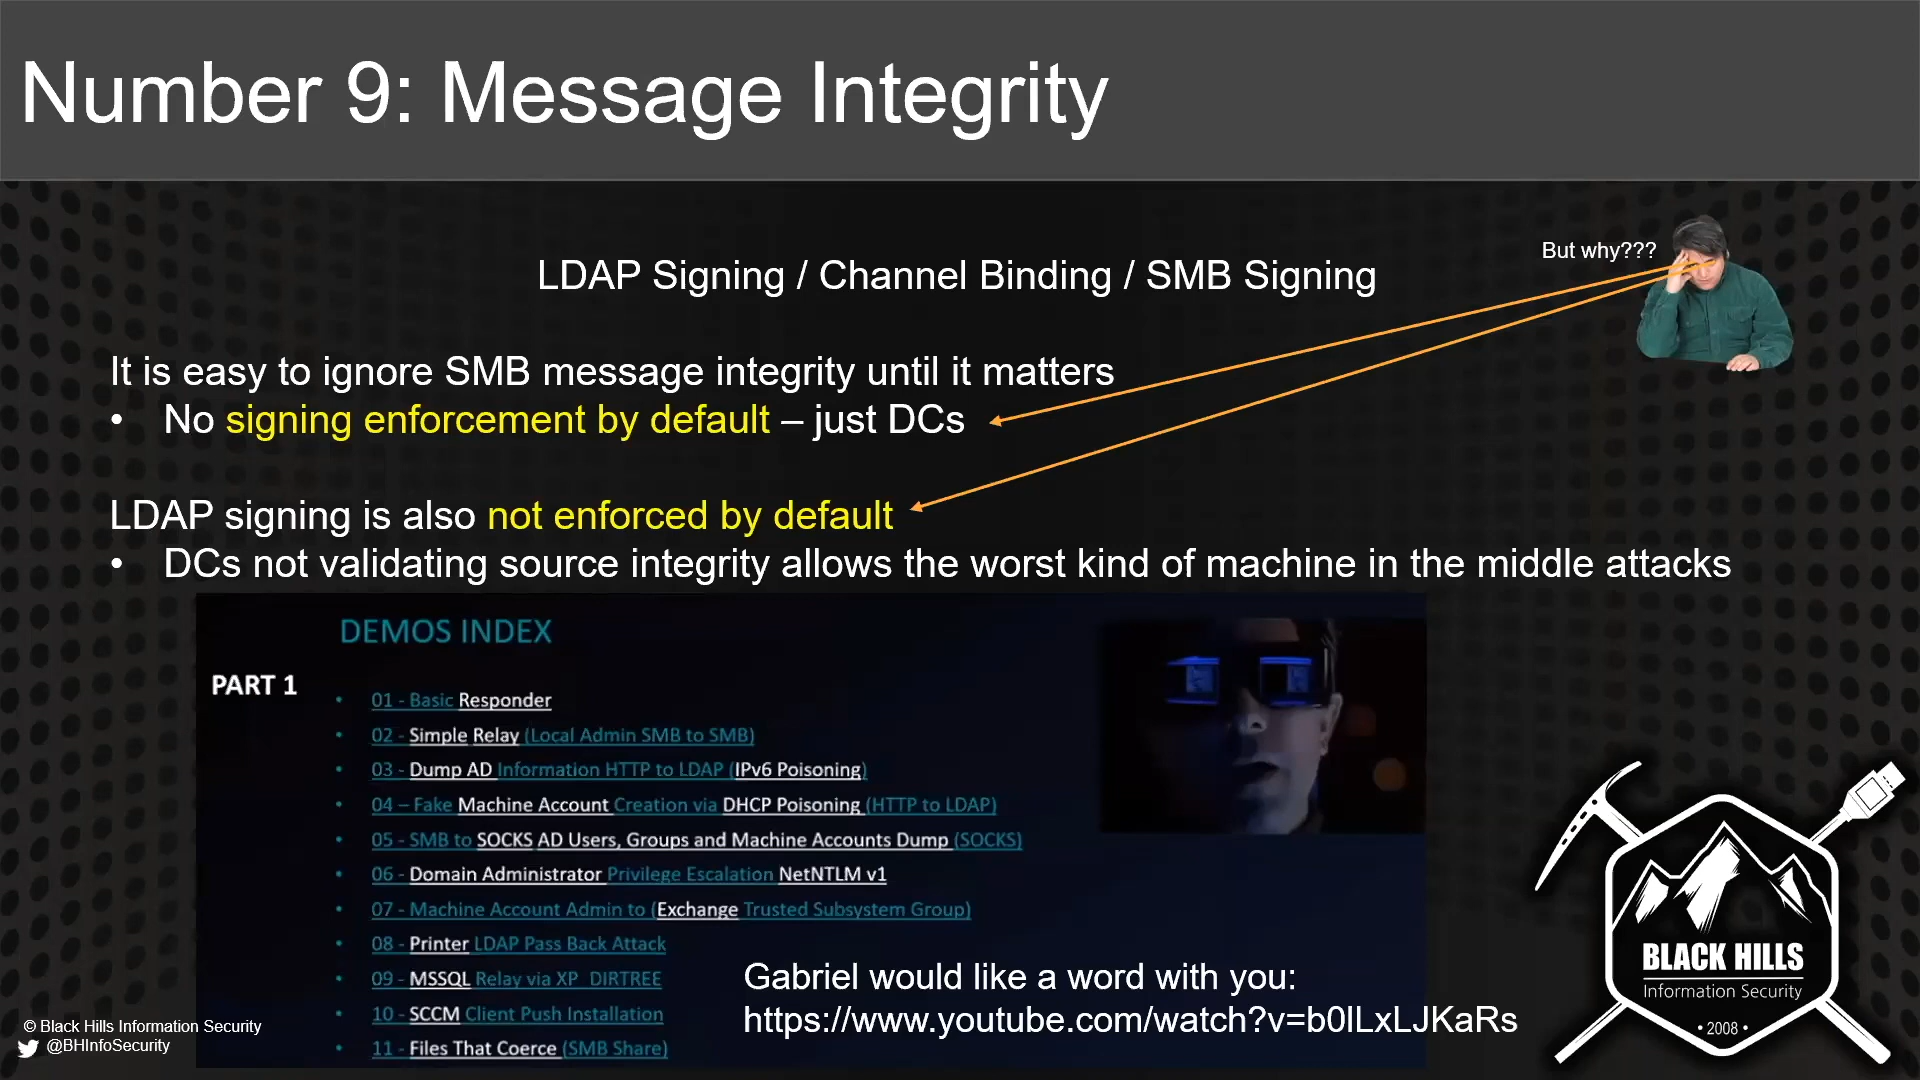 Number 9: Message Integrity
But why???
LDAP Signing / Channel Binding / SMB Signing
It is easy to ignore SMB message integrity until it matters
• No signing enforcement by default – just DCs
LDAP signing is also not enforced by default
• DCs not validating source integrity allows the worst kind of machine in the middle attacks
DEMOS INDEX
PART 1
• 01 - Basic Responder
• 02 - Simple Relay (Local Admin SMB to SMB)
• 03 - Dump AD Information HTTP to LDAP (IPv6 Poisoning)
• 04 – Fake Machine Account Creation via DHCP Poisoning (HTTP to LDAP)
• 05 - SMB to SOCKS AD Users, Groups and Machine Accounts Dump (SOCKS)
• 06 - Domain Administrator Privilege Escalation NetNTLM v1
• 07 - Machine Account Admin to (Exchange Trusted Subsystem Group)
• 08 - Printer LDAP Pass Back Attack
• 09 - MSSQL Relay via XP_DIRTREE
• 10 - SCCM Client Push Installation
• 11 - Files That Coerce (SMB Share)
Gabriel would like a word with you:
https://www.youtube.com/watch?v=b0lLxLJKaRs
© Black Hills Information Security
@BHInfoSecurity
BLACK HILLS
Information Security
• 2008 •